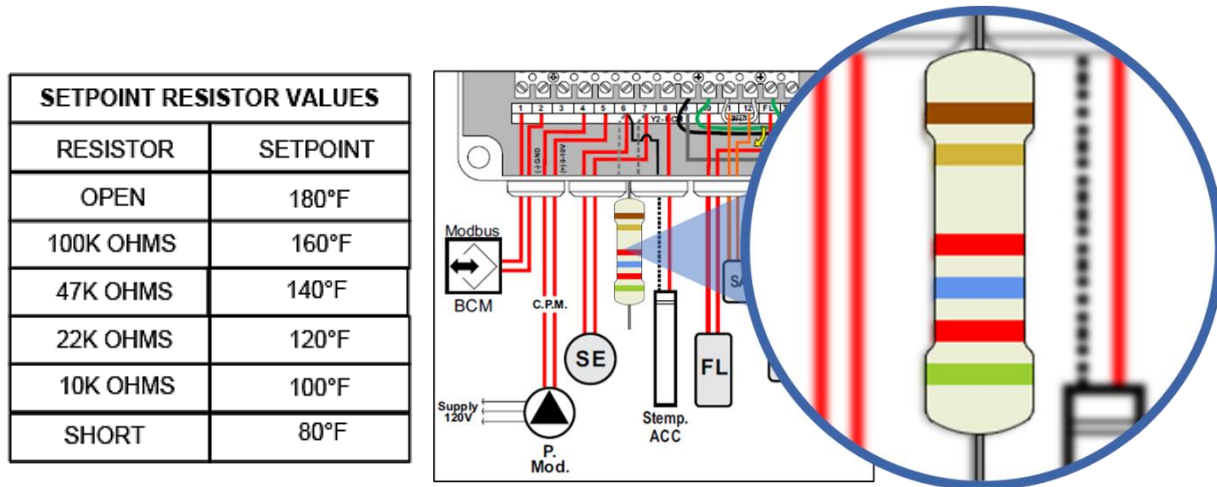 SETPOINT RESISTOR VALUES
RESISTOR SETPOINT
OPEN 180°F
100K OHMS 160°F
47K OHMS 140°F
22K OHMS 120°F
10K OHMS 100°F
SHORT 80°F
1 2 3 4 5 6 7 8
12 FL
(-) GND
(+) 0-10V
Modbus
BCM
C.P.M.
SE
FL
Supply
120V
P.
Mod.
Stemp.
ACC